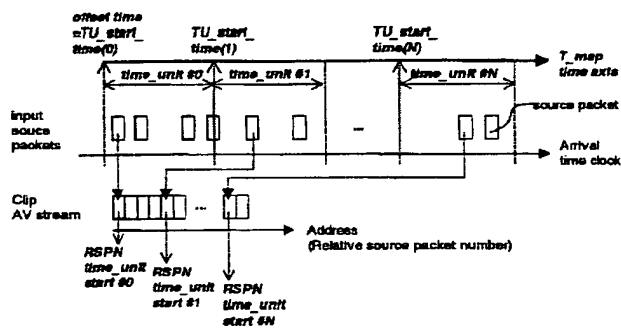 offset time
=TU_start_
time(0)
TU_start_
time(1)
TU_start_
time(N)
T_map
time axis
time_unit #0
time_unit #1
time_unit #N
source packet
input
souce
packets
...
Arrival
time clock
Clip
AV stream
...
Address
(Relative source packet number)
RSPN
time_unit
start #0
RSPN
time_unit
start #1
RSPN
time_unit
start #N